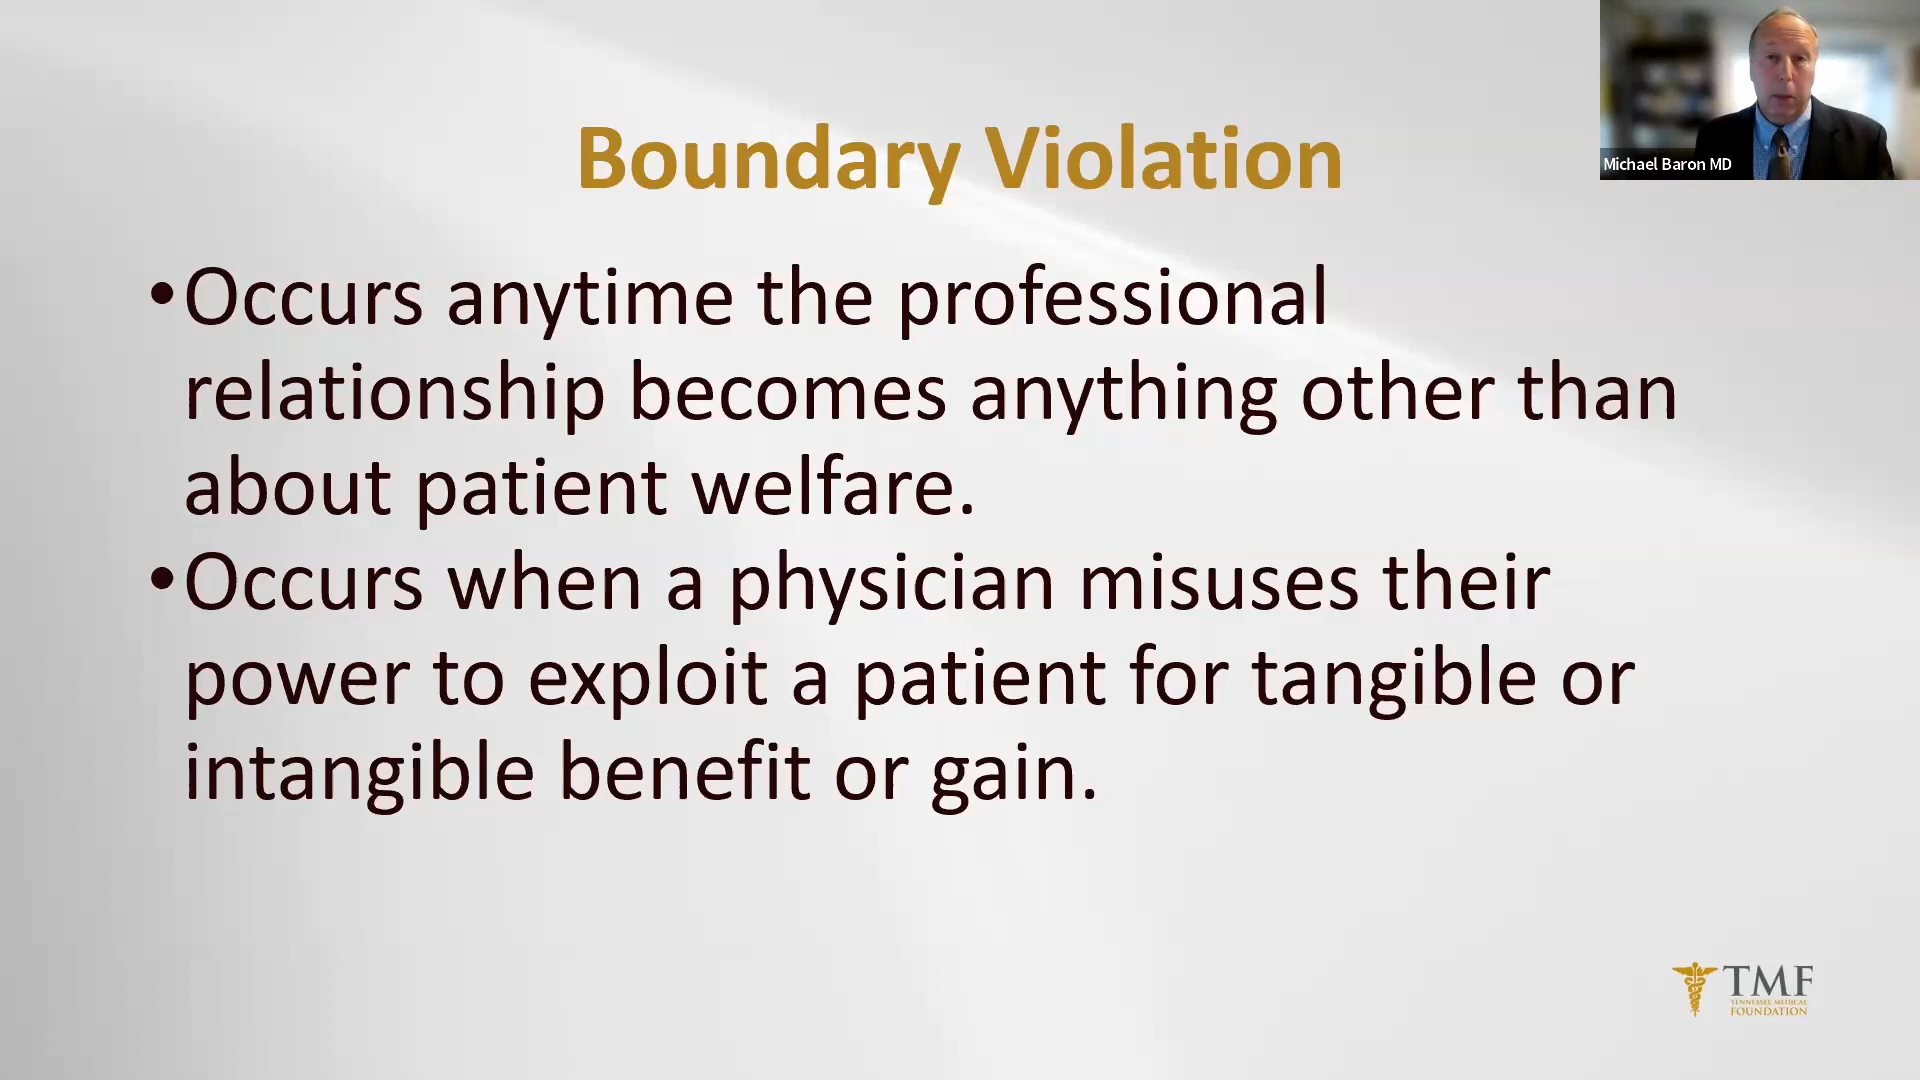 Boundary Violation
Michael Baron MD
•Occurs anytime the professional
relationship becomes anything other than
about patient welfare.
•Occurs when a physician misuses their
power to exploit a patient for tangible or
intangible benefit or gain.
TMF
TENNESSEE MEDICAL
FOUNDATION